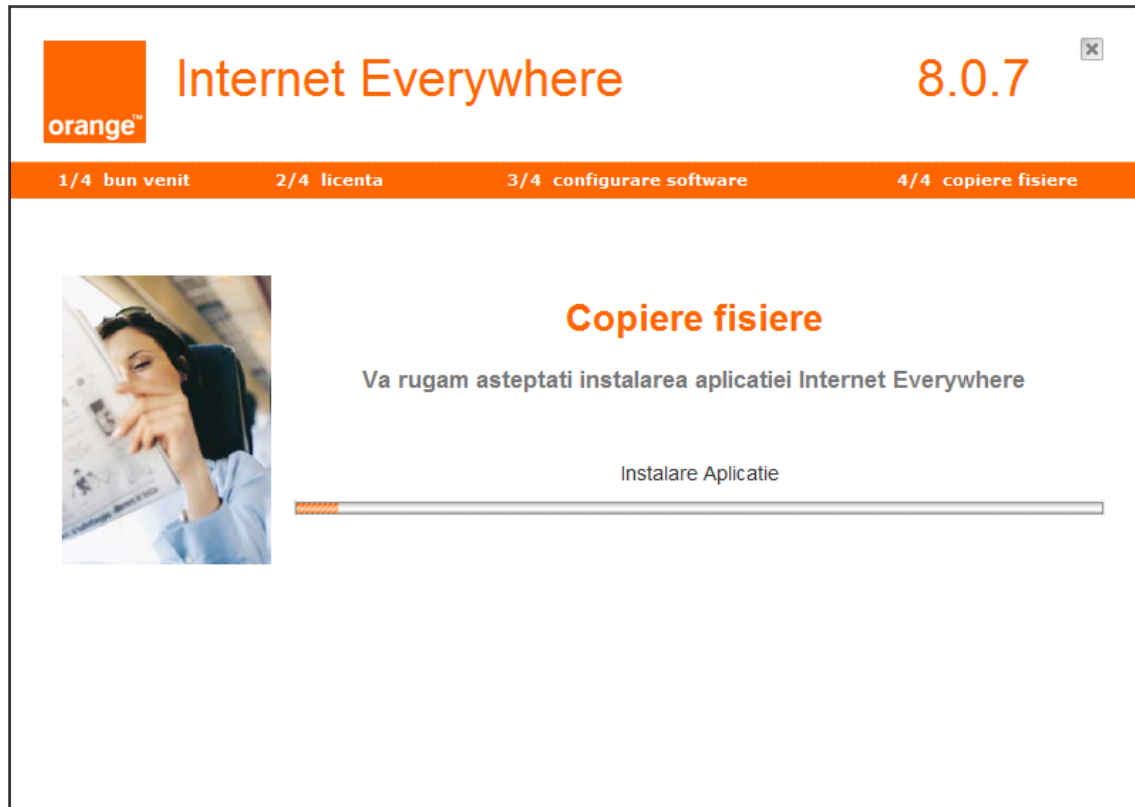 Internet Everywhere 8.0.7
orange™
1/4 bun venit 2/4 licenta 3/4 configurare software 4/4 copiere fisiere
Copiere fisiere
Va rugam asteptati instalarea aplicatiei Internet Everywhere
Instalare Aplicatie